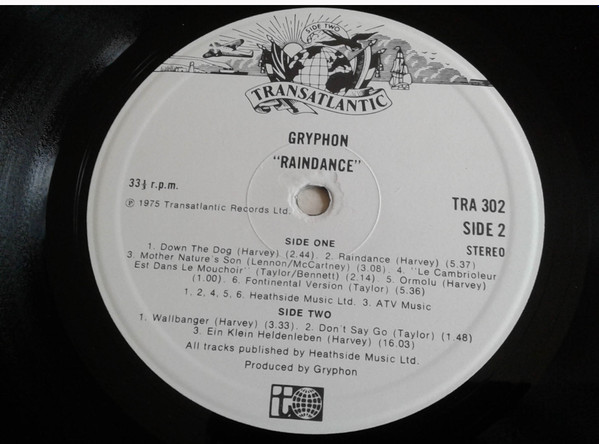 SIDE TWO
TRANSATLANTIC
GRYPHON
"RAINDANCE"
33⅓ r.p.m.
℗ 1975 Transatlantic Records Ltd.
TRA 302
SIDE 2
STEREO
SIDE ONE
1. Down The Dog (Harvey) (2.44). 2. Raindance (Harvey) (5.37)
3. Mother Nature's Son (Lennon/McCartney) (3.08). 4. "Le Cambrioleur
Est Dans Le Mouchoir" (Taylor/Bennett) (2.14) 5. Ormolu (Harvey)
(1.00). 6. Fontinental Version (Taylor) (5.36)
1, 2, 4, 5, 6. Heathside Music Ltd. 3. ATV Music
SIDE TWO
1. Wallbanger (Harvey) (3.33). 2. Don't Say Go (Taylor) (1.48)
3. Ein Klein Heldenleben (Harvey) (16.03)
All tracks published by Heathside Music Ltd.
Produced by Gryphon